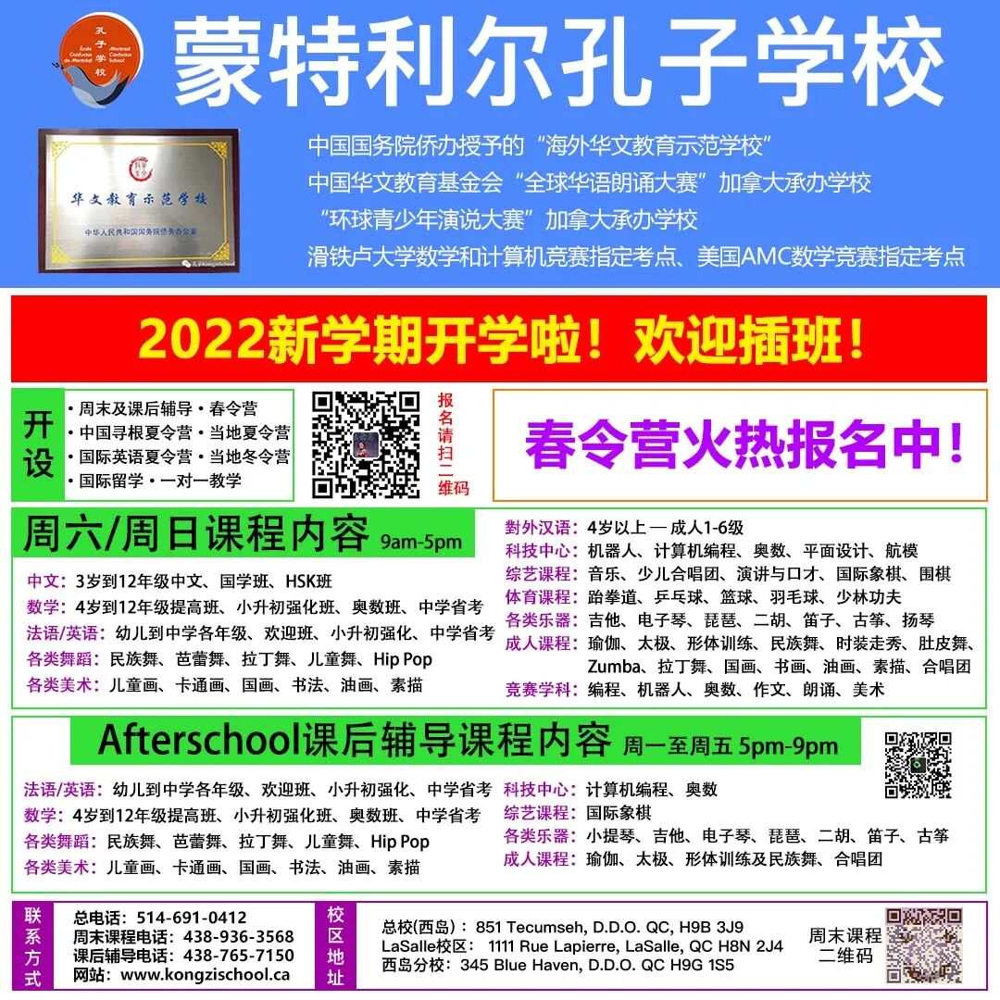 孔子学校
École Confucius de Montréal
Montreal Confucius School
蒙特利尔孔子学校
华文教育示范学校
中华人民共和国国务院侨务办公室
孔子KongziSchool
中国国务院侨办授予的“海外华文教育示范学校”
中国华文教育基金会“全球华语朗诵大赛”加拿大承办学校
“环球青少年演说大赛”加拿大承办学校
滑铁卢大学数学和计算机竞赛指定考点、美国AMC数学竞赛指定考点
2022新学期开学啦！欢迎插班！
开设
·周末及课后辅导·春令营
·中国寻根夏令营·当地夏令营
·国际英语夏令营·当地冬令营
·国际留学·一对一教学
报名请扫二维码
春令营火热报名中！
周六/周日课程内容 9am-5pm
中文：3岁到12年级中文、国学班、HSK班
数学：4岁到12年级提高班、小升初强化班、奥数班、中学省考
法语/英语：幼儿到中学各年级、欢迎班、小升初强化、中学省考
各类舞蹈：民族舞、芭蕾舞、拉丁舞、儿童舞、Hip Pop
各类美术：儿童画、卡通画、国画、书法、油画、素描
對外汉语：4岁以上 — 成人1-6级
科技中心：机器人、计算机编程、奥数、平面设计、航模
综艺课程：音乐、少儿合唱团、演讲与口才、国际象棋、围棋
体育课程：跆拳道、乒乓球、篮球、羽毛球、少林功夫
各类乐器：吉他、电子琴、琵琶、二胡、笛子、古筝、扬琴
成人课程：瑜伽、太极、形体训练、民族舞、时装走秀、肚皮舞、
Zumba、拉丁舞、国画、书画、油画、素描、合唱团
竞赛学科：编程、机器人、奥数、作文、朗诵、美术
Afterschool课后辅导课程内容 周一至周五 5pm-9pm
法语/英语：幼儿到中学各年级、欢迎班、小升初强化、中学省考
数学：4岁到12年级提高班、小升初强化班、奥数班、中学省考
各类舞蹈：民族舞、芭蕾舞、拉丁舞、儿童舞、Hip Pop
各类美术：儿童画、卡通画、国画、书法、油画、素描
科技中心：计算机编程、奥数
综艺课程：国际象棋
各类乐器：小提琴、吉他、电子琴、琵琶、二胡、笛子、古筝
成人课程：瑜伽、太极、形体训练及民族舞、合唱团
联系方式
总电话：514-691-0412
周末课程电话：438-936-3568
课后辅导电话：438-765-7150
网站：www.kongzischool.ca
校区地址
总校(西岛)：851 Tecumseh, D.D.O. QC, H9B 3J9
LaSalle校区： 1111 Rue Lapierre, LaSalle, QC H8N 2J4
西岛分校：345 Blue Haven, D.D.O. QC H9G 1S5
周末课程
二维码